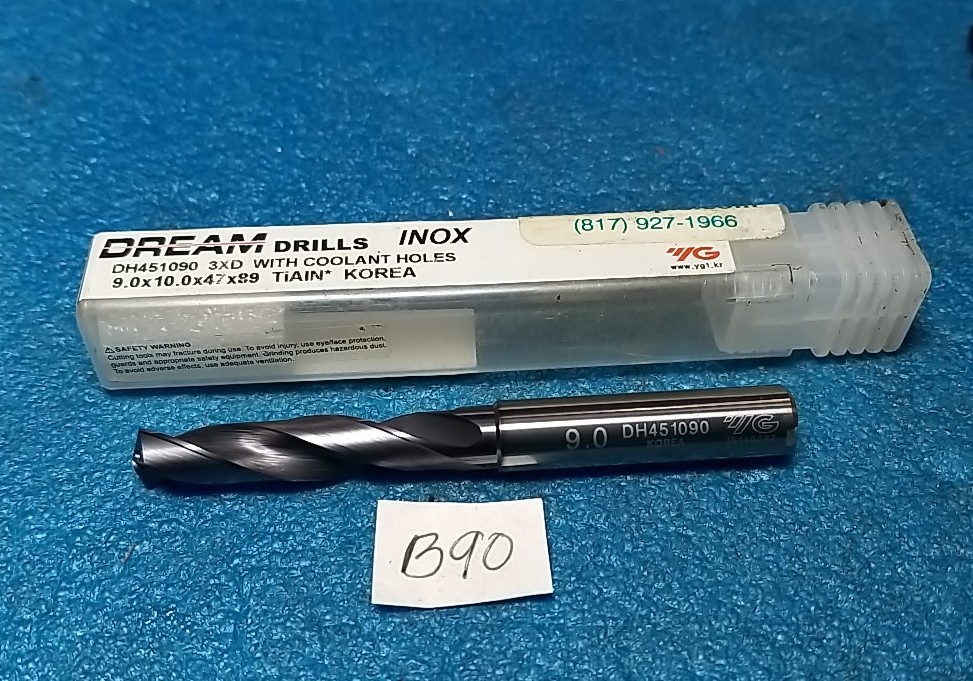 (817) 927-1966
DREAM DRILLS INOX
DH451090 3XD WITH COOLANT HOLES
9.0x10.0x47x89 TiAIN* KOREA
YG
www.yg1.kr
⚠ SAFETY WARNING
Cutting tools may fracture during use. To avoid injury, use eye/face protection,
guards and appropriate safety equipment. Grinding produces hazardous dust.
To avoid adverse effects, use adequate ventilation.
9.0 DH451090 YG
KOREA
B90